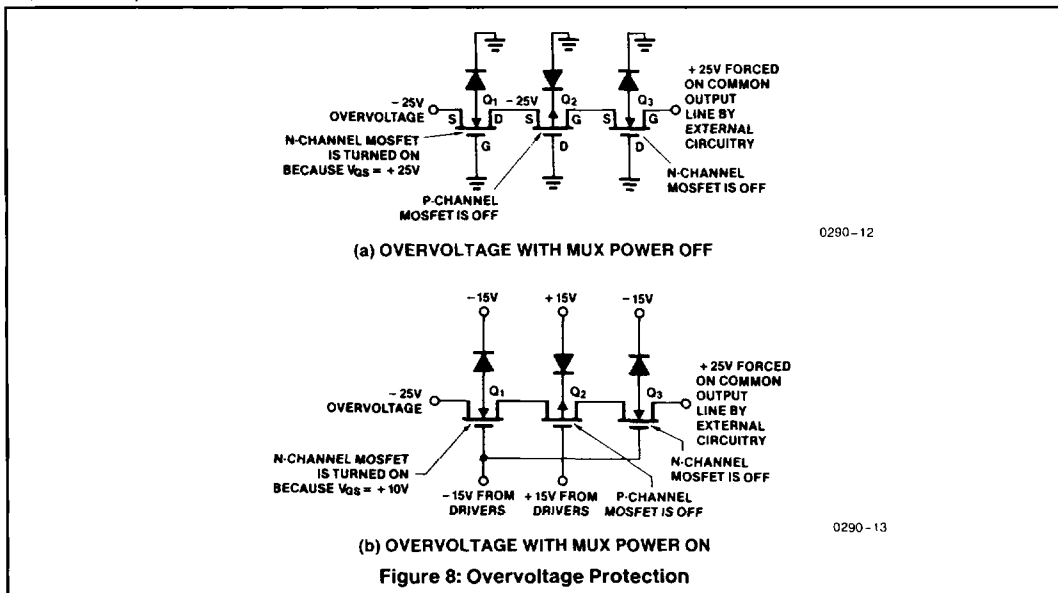 -25V
OVERVOLTAGE
Q1
-25V
Q2
Q3
+25V FORCED
ON COMMON
OUTPUT
LINE BY
EXTERNAL
CIRCUITRY
S
D
S
G
S
G
G
D
D
N-CHANNEL MOSFET
IS TURNED ON
BECAUSE VGS = +25V
P-CHANNEL
MOSFET IS OFF
N-CHANNEL
MOSFET IS OFF
0290-12
(a) OVERVOLTAGE WITH MUX POWER OFF
-15V
+15V
-15V
-25V
OVERVOLTAGE
Q1
Q2
Q3
+25V FORCED
ON COMMON
OUTPUT
LINE BY
EXTERNAL
CIRCUITRY
N-CHANNEL MOSFET
IS TURNED ON
BECAUSE VGS = +10V
-15V FROM
DRIVERS
+15V FROM
DRIVERS
P-CHANNEL
MOSFET IS OFF
N-CHANNEL
MOSFET IS OFF
0290-13
(b) OVERVOLTAGE WITH MUX POWER ON
Figure 8: Overvoltage Protection